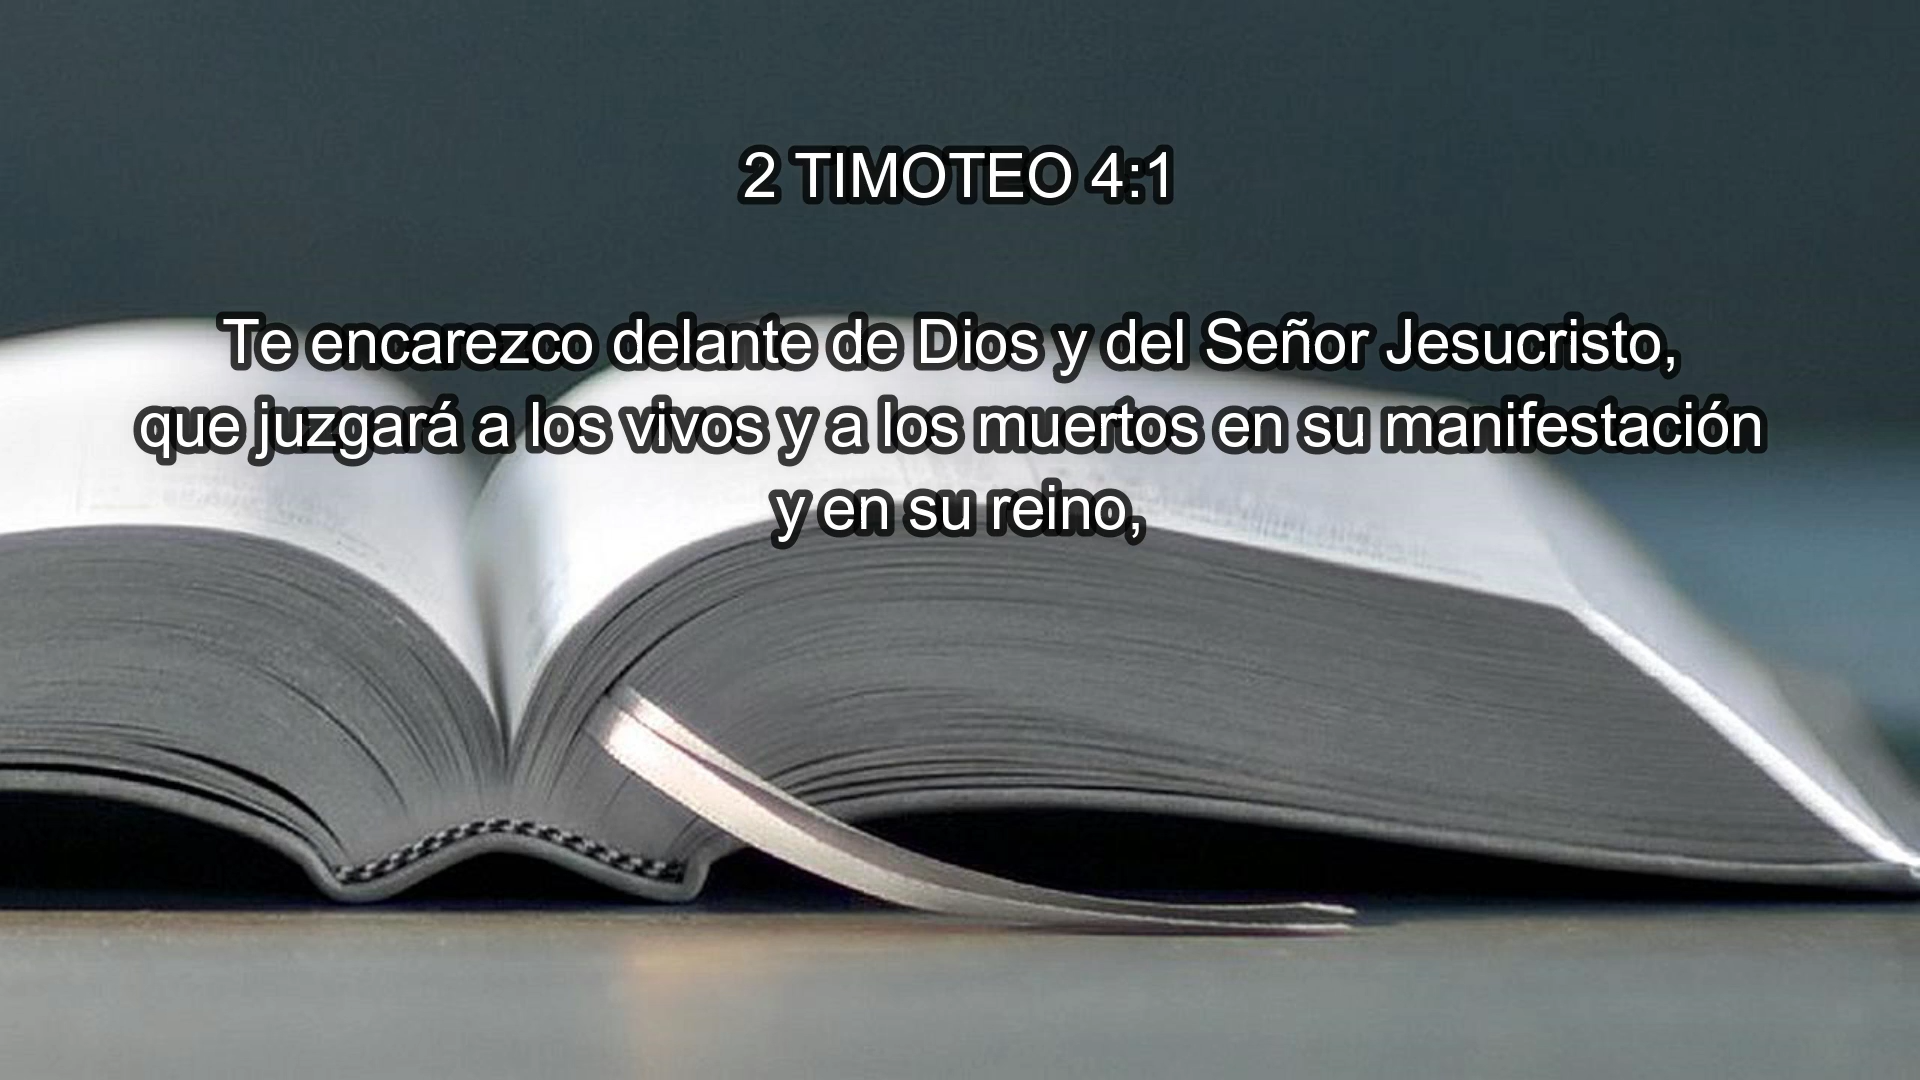 2 TIMOTEO 4:1
Te encarezco delante de Dios y del Señor Jesucristo,
que juzgará a los vivos y a los muertos en su manifestación
y en su reino,